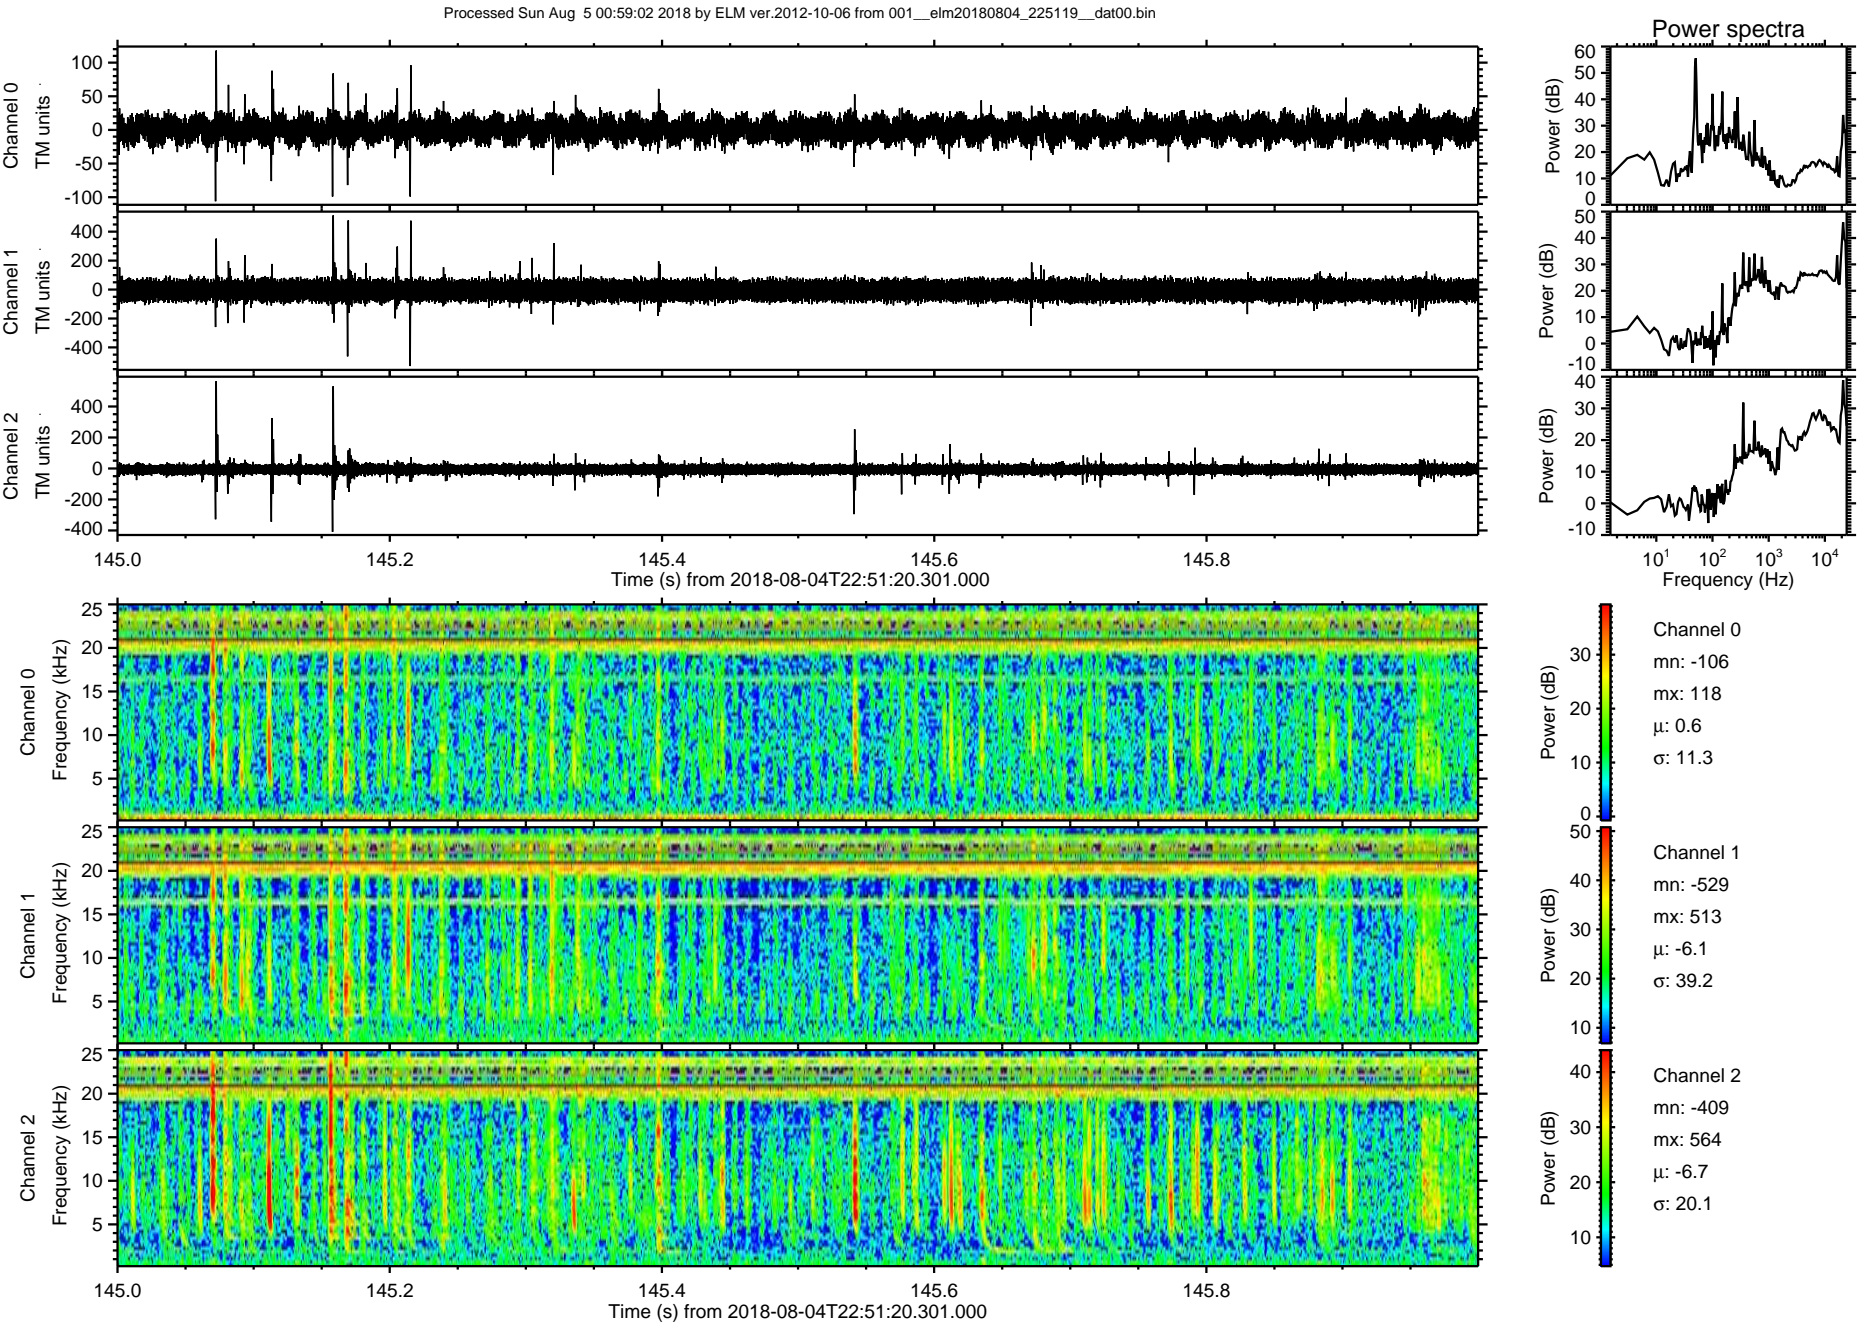 Processed Sun Aug  5 00:59:02 2018 by ELM ver.2012-10-06 from 001__elm20180804_225119__dat00.bin
Power spectra
Channel 0
TM units
100
50
0
-50
-100
Power (dB)
60
50
40
30
20
10
0
Channel 1
TM units
400
200
0
-200
-400
Power (dB)
50
40
30
20
10
0
-10
Channel 2
TM units
400
200
0
-200
-400
Power (dB)
40
30
20
10
0
-10
145.0 145.2 145.4 145.6 145.8
Time (s) from 2018-08-04T22:51:20.301.000
10^1 10^2 10^3 10^4
Frequency (Hz)
Channel 0
Frequency (kHz)
25
20
15
10
5
Power (dB)
30
20
10
0
Channel 0
mn: -106
mx: 118
μ: 0.6
σ: 11.3
Channel 1
Frequency (kHz)
25
20
15
10
5
Power (dB)
50
40
30
20
10
Channel 1
mn: -529
mx: 513
μ: -6.1
σ: 39.2
Channel 2
Frequency (kHz)
25
20
15
10
5
Power (dB)
40
30
20
10
Channel 2
mn: -409
mx: 564
μ: -6.7
σ: 20.1
145.0 145.2 145.4 145.6 145.8
Time (s) from 2018-08-04T22:51:20.301.000